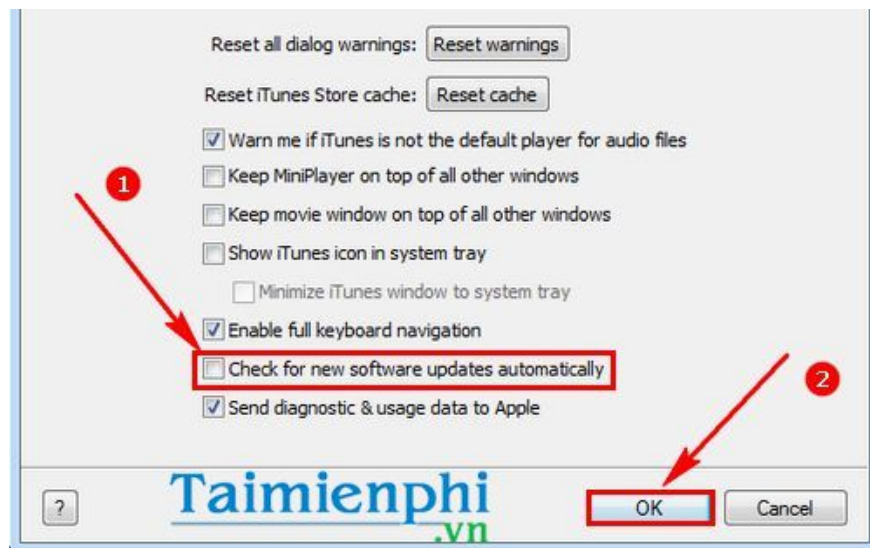 Reset all dialog warnings: Reset warnings
Reset iTunes Store cache: Reset cache
Warn me if iTunes is not the default player for audio files
1
Keep MiniPlayer on top of all other windows
Keep movie window on top of all other windows
Show iTunes icon in system tray
Minimize iTunes window to system tray
Enable full keyboard navigation
Check for new software updates automatically
2
Send diagnostic & usage data to Apple
? Taimienphi OK Cancel
.vn